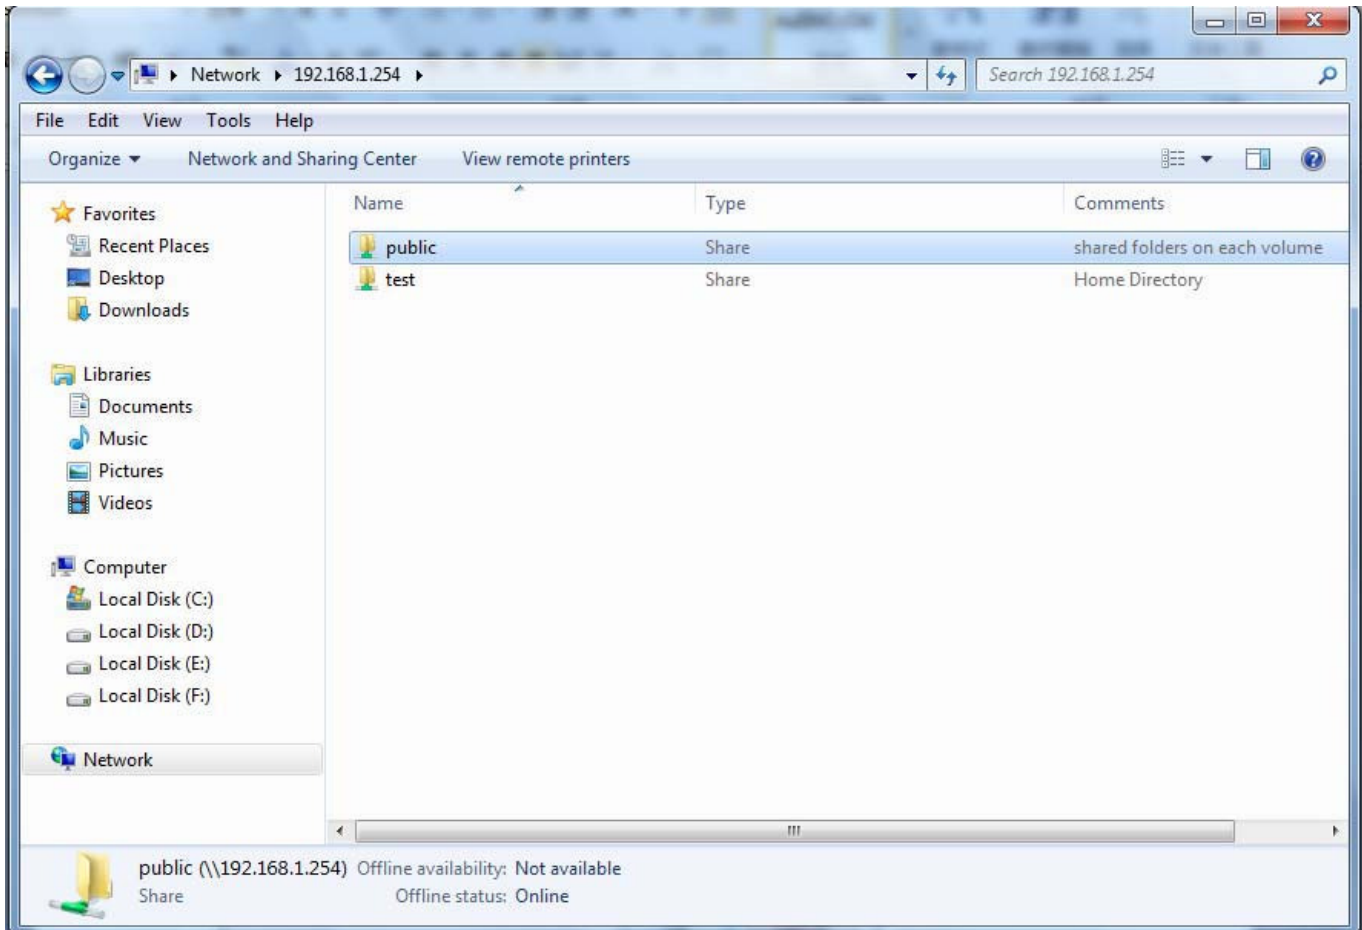 Network 192.168.1.254
Search 192.168.1.254
File Edit View Tools Help
Organize Network and Sharing Center View remote printers
Name Type Comments
Favorites
Recent Places
Desktop
Downloads
Libraries
Documents
Music
Pictures
Videos
Computer
Local Disk (C:)
Local Disk (D:)
Local Disk (E:)
Local Disk (F:)
Network
public Share shared folders on each volume
test Share Home Directory
public (\\192.168.1.254) Offline availability: Not available
Share Offline status: Online